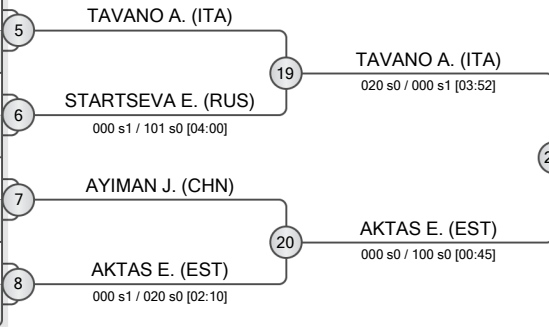 TAVANO A. (ITA)
5
19
TAVANO A. (ITA)
020 s0 / 000 s1 [03:52]
STARTSEVA E. (RUS)
6
000 s1 / 101 s0 [04:00]
2
AYIMAN J. (CHN)
7
20
AKTAS E. (EST)
000 s0 / 100 s0 [00:45]
AKTAS E. (EST)
8
000 s1 / 020 s0 [02:10]